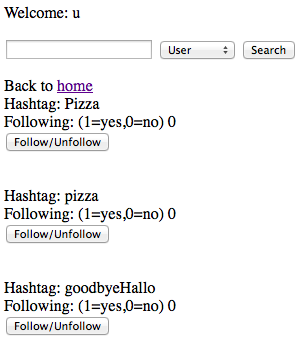 Welcome: u
User Search
Back to home
Hashtag: Pizza
Following: (1=yes,0=no) 0
Follow/Unfollow
Hashtag: pizza
Following: (1=yes,0=no) 0
Follow/Unfollow
Hashtag: goodbyeHallo
Following: (1=yes,0=no) 0
Follow/Unfollow